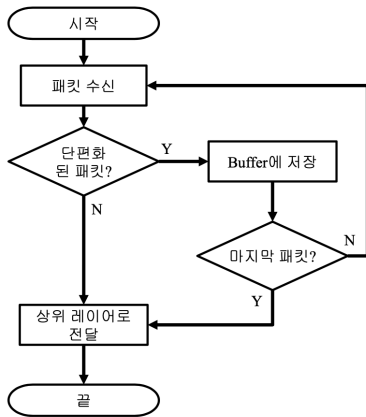 시작
패킷 수신
단편화
된 패킷?
Y
Buffer에 저장
N
마지막 패킷?
N
Y
상위 레이어로
전달
끝